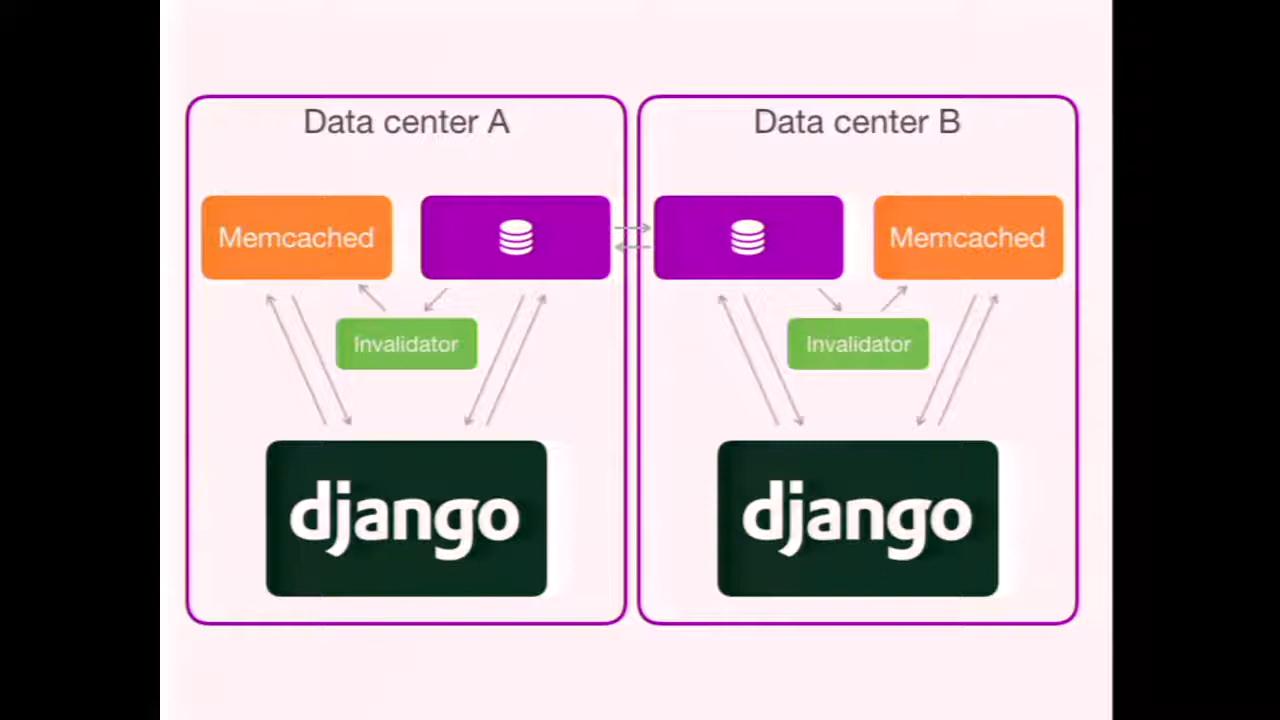 Data center A
Data center B
Memcached
Memcached
Invalidator
Invalidator
django
django